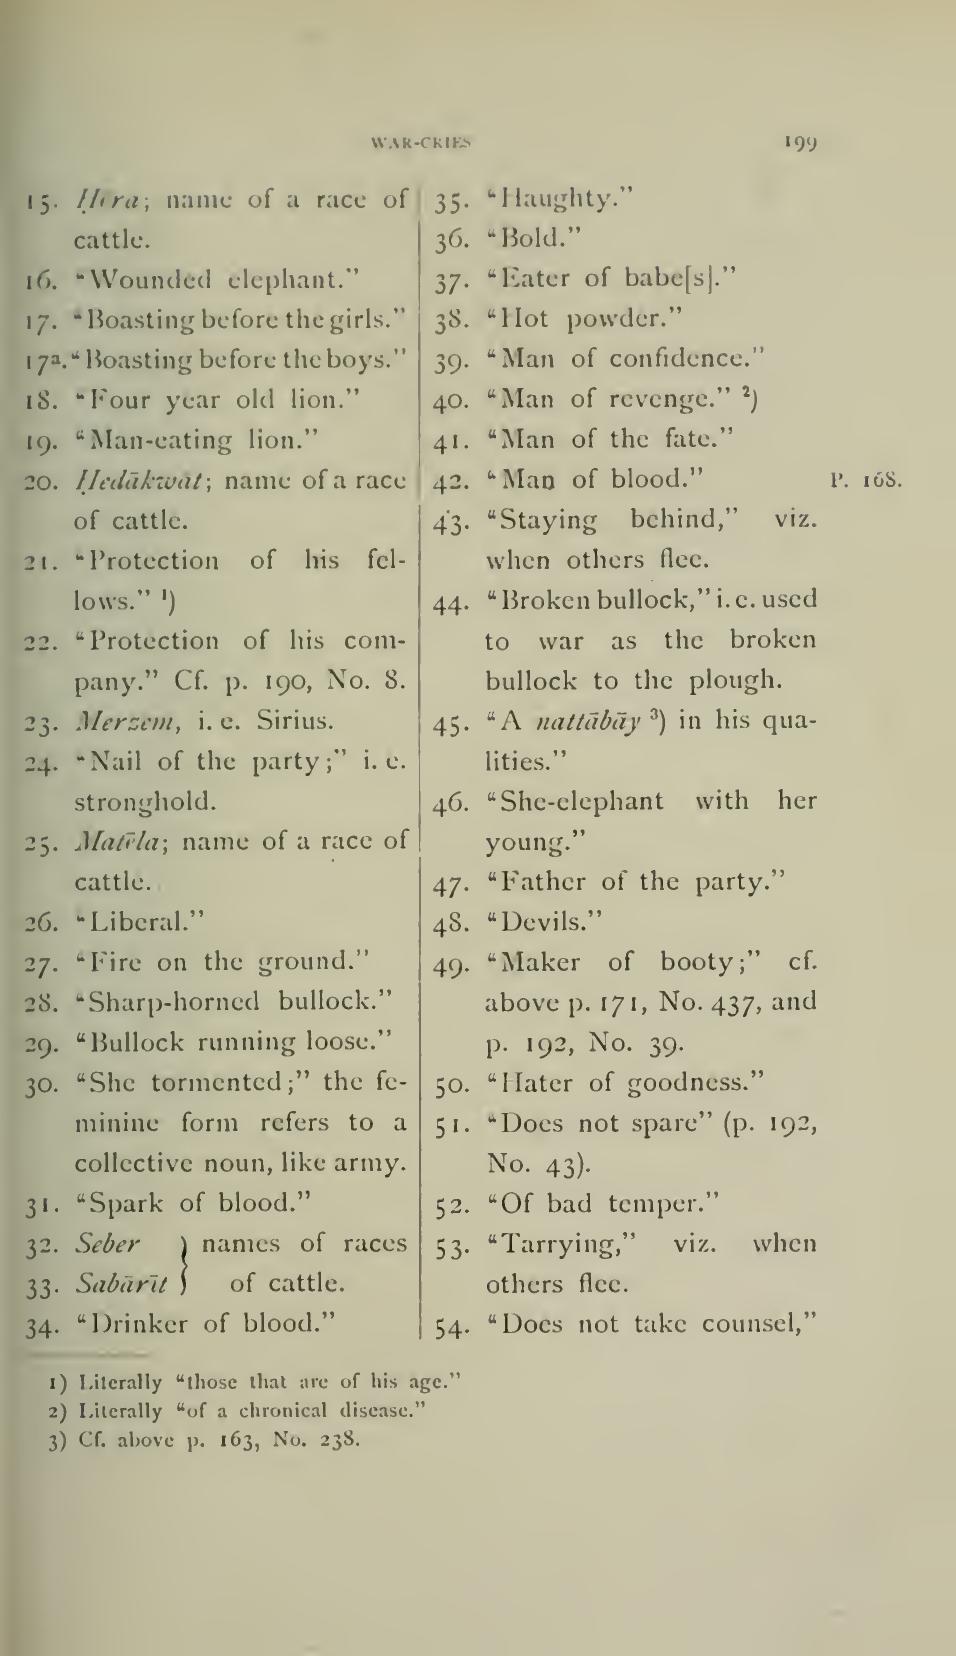 WAR-CRIES 199
15. Ḥera; name of a race of
cattle.
16. “Wounded elephant.”
17. “Boasting before the girls.”
17a. “Boasting before the boys.”
18. “Four year old lion.”
19. “Man-eating lion.”
20. Ḥedākwat; name of a race
of cattle.
21. “Protection of his fel-
lows.” ¹)
22. “Protection of his com-
pany.” Cf. p. 190, No. 8.
23. Merzem, i. e. Sirius.
24. “Nail of the party;” i. e.
stronghold.
25. Matēla; name of a race of
cattle.
26. “Liberal.”
27. “Fire on the ground.”
28. “Sharp-horned bullock.”
29. “Bullock running loose.”
30. “She tormented;” the fe-
minine form refers to a
collective noun, like army.
31. “Spark of blood.”
32. Seber } names of races
33. Sabārīt } of cattle.
34. “Drinker of blood.”
35. “Haughty.”
36. “Bold.”
37. “Eater of babe[s].”
38. “Hot powder.”
39. “Man of confidence.”
40. “Man of revenge.” ²)
41. “Man of the fate.”
42. “Man of blood.” P. 168.
43. “Staying behind,” viz.
when others flee.
44. “Broken bullock,” i. e. used
to war as the broken
bullock to the plough.
45. “A nattābāy ³) in his qua-
lities.”
46. “She-elephant with her
young.”
47. “Father of the party.”
48. “Devils.”
49. “Maker of booty;” cf.
above p. 171, No. 437, and
p. 192, No. 39.
50. “Hater of goodness.”
51. “Does not spare” (p. 192,
No. 43).
52. “Of bad temper.”
53. “Tarrying,” viz. when
others flee.
54. “Does not take counsel,”
1) Literally “those that are of his age.”
2) Literally “of a chronical disease.”
3) Cf. above p. 163, No. 238.